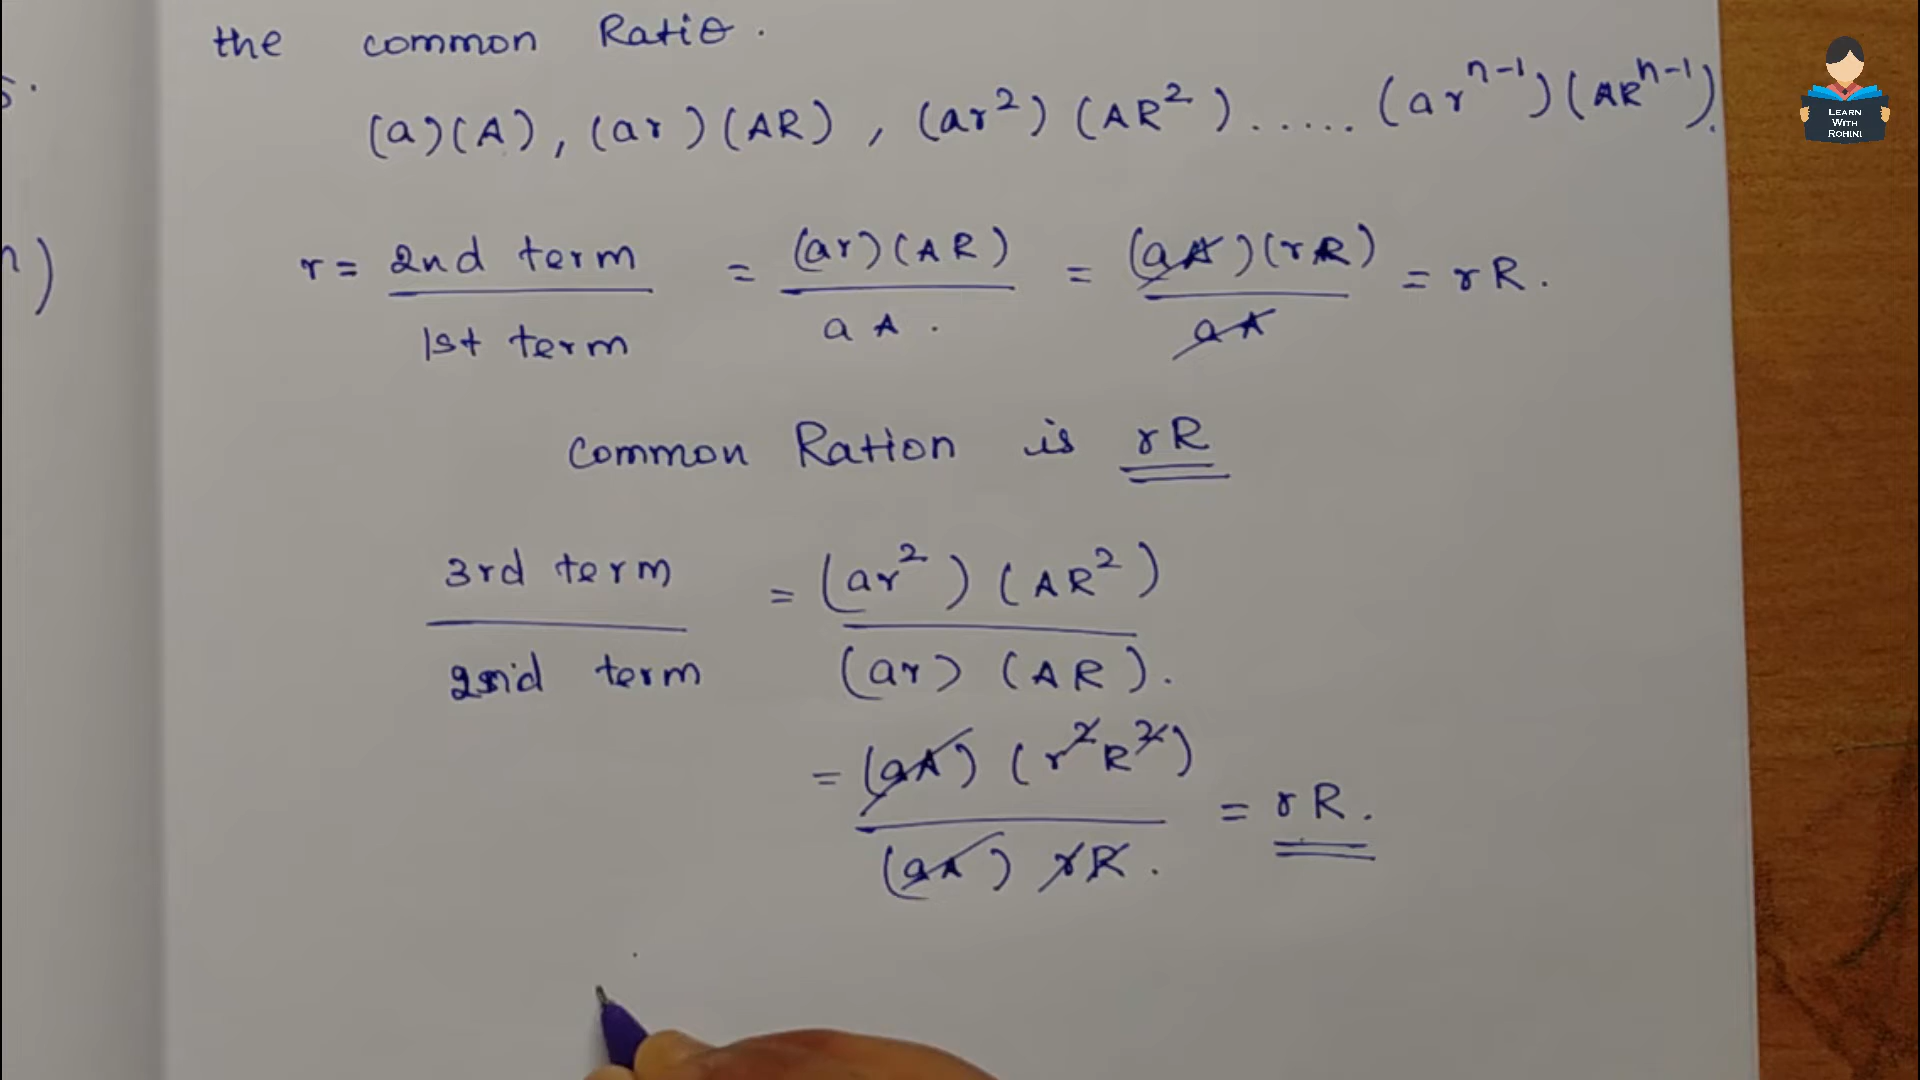 the common Ratio.
(a)(A), (ar)(AR), (ar²)(AR²)..... (arⁿ⁻¹)(ARⁿ⁻¹).
r = 2nd term / 1st term = (ar)(AR) / aA. = (aA)(rR) / aA = rR.
Common Ration is rR
3rd term / 2nd term = (ar²)(AR²) / (ar)(AR).
= (aA)(r²R²) / (aA) rR. = rR.
LEARN
WITH
ROHINI